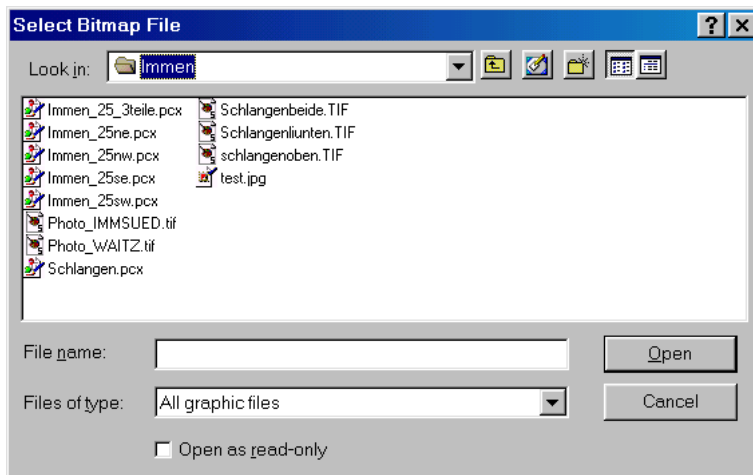 Select Bitmap File
Look in: Immen
Immen_25_3teile.pcx
Immen_25ne.pcx
Immen_25nw.pcx
Immen_25se.pcx
Immen_25sw.pcx
Photo_IMMSUED.tif
Photo_WAITZ.tif
Schlangen.pcx
Schlangenbeide.TIF
Schlangenliunten.TIF
schlangenoben.TIF
test.jpg
File name:
Open
Files of type: All graphic files
Cancel
Open as read-only